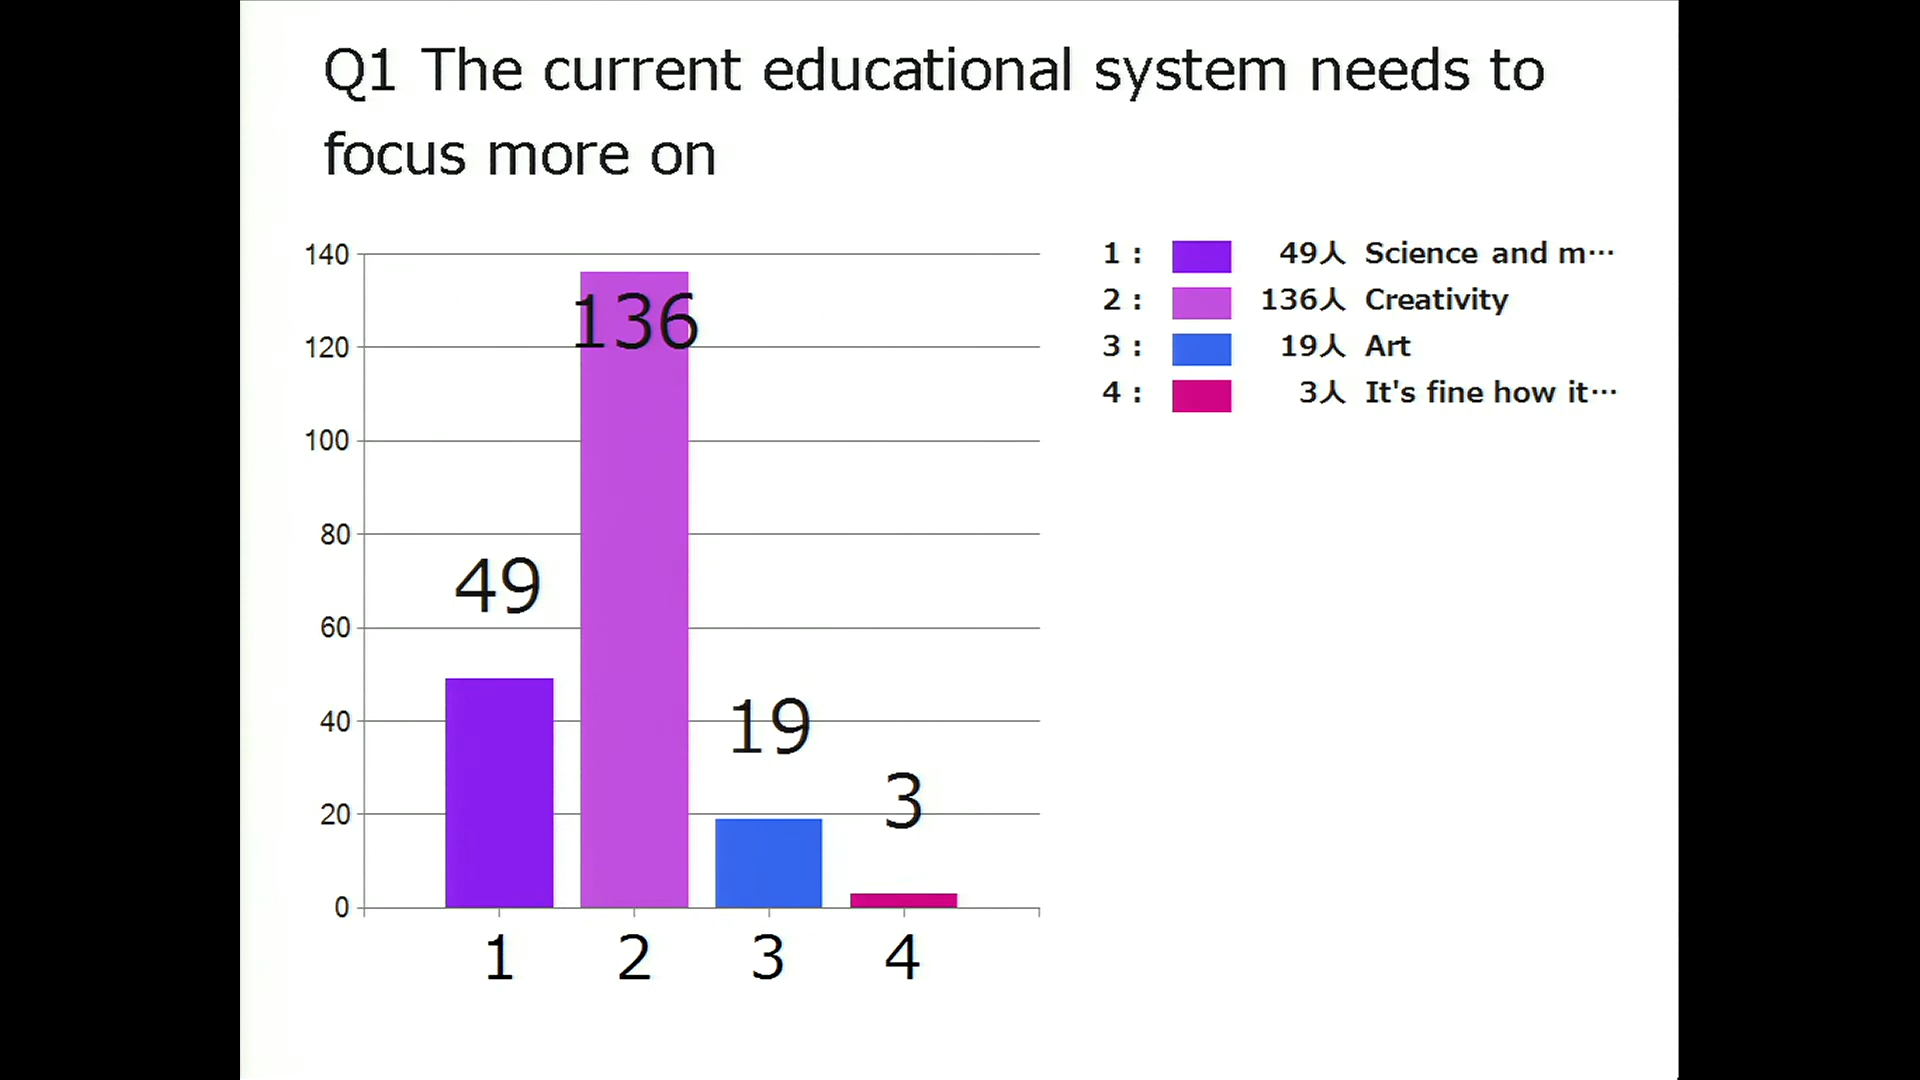 Q1 The current educational system needs to
focus more on
140
120
100
80
60
40
20
0
49
136
19
3
1
2
3
4
1 : 49人 Science and m…
2 : 136人 Creativity
3 : 19人 Art
4 : 3人 It's fine how it…